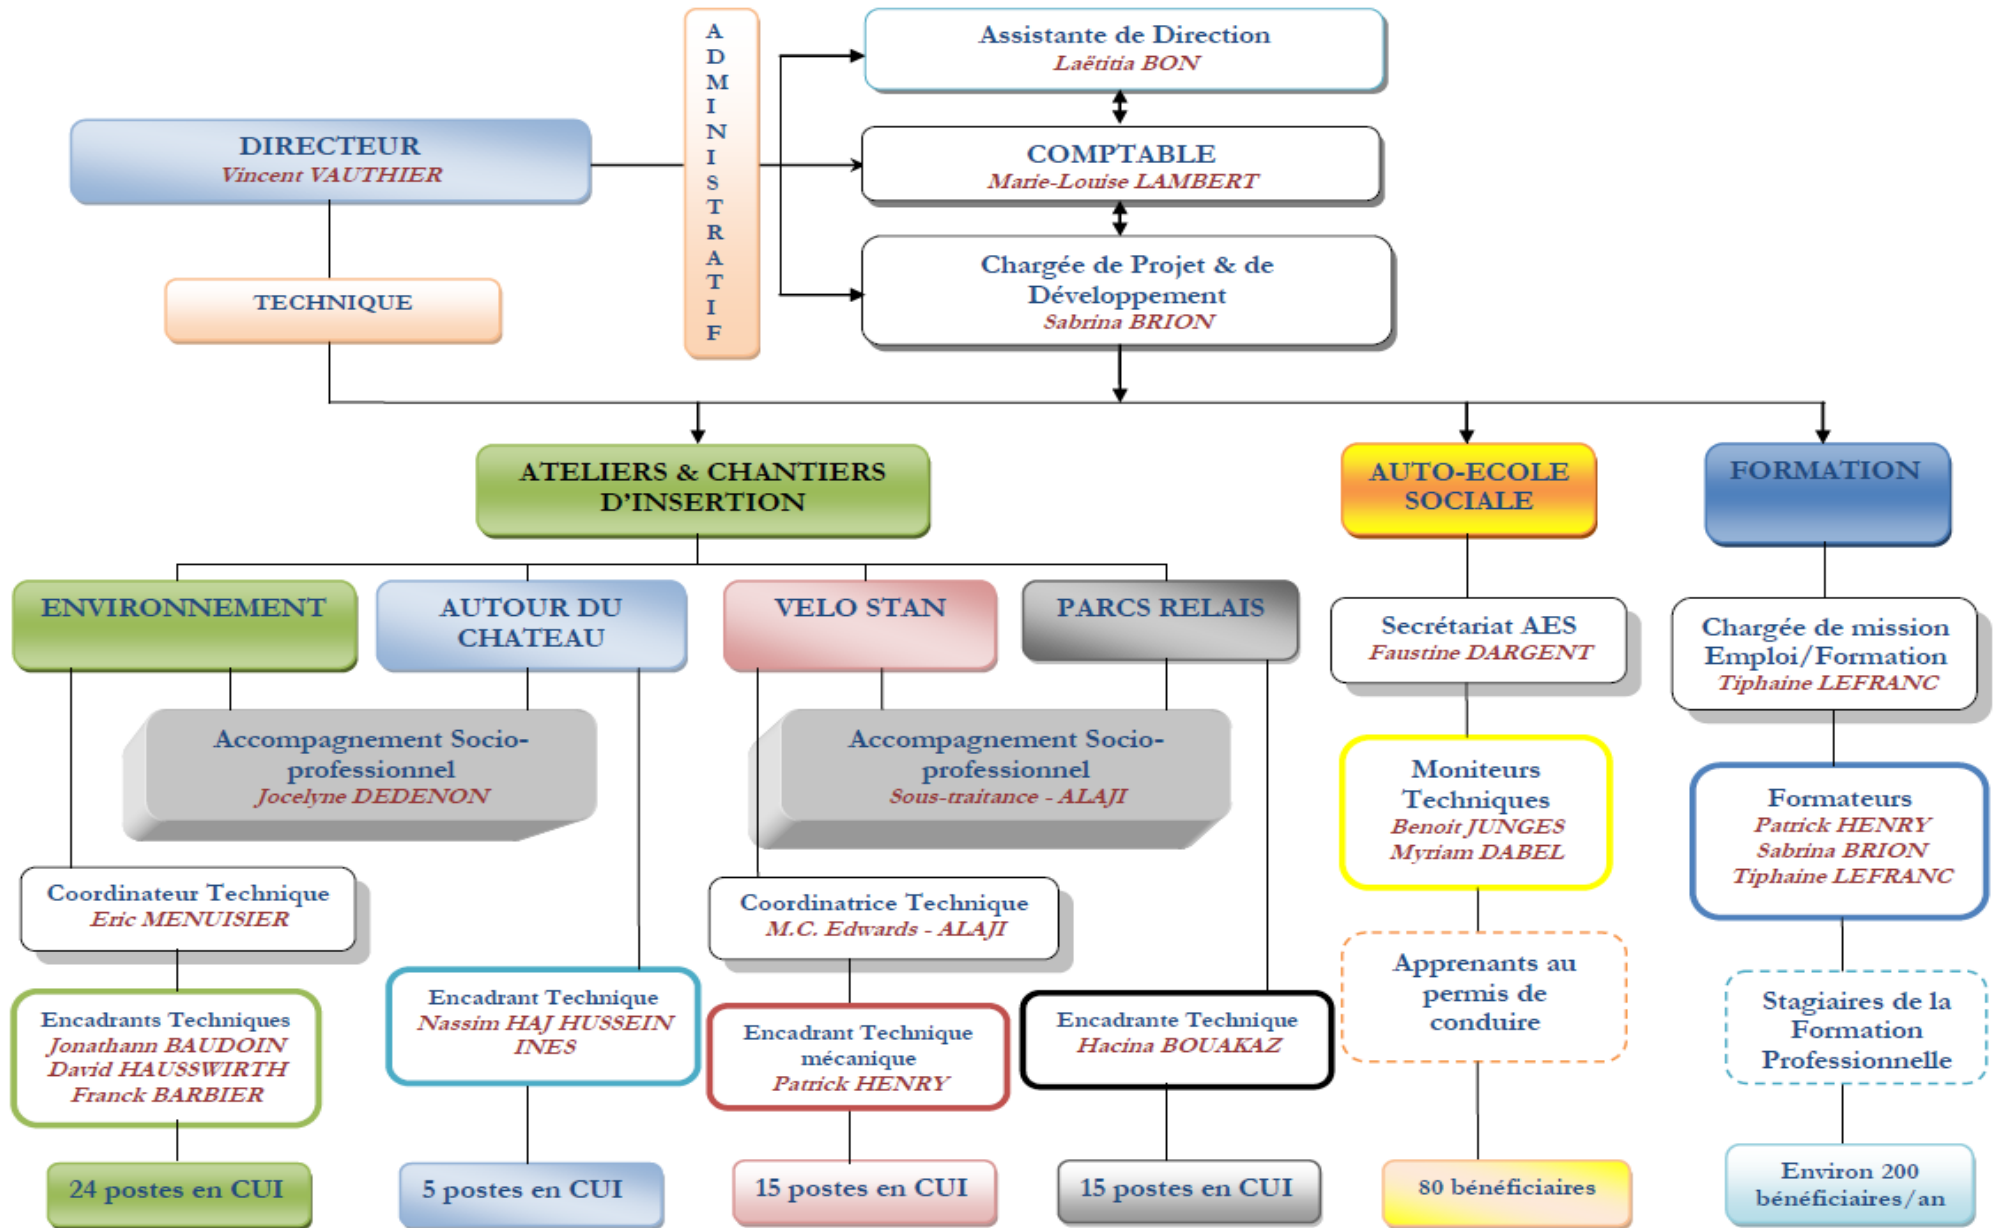 DIRECTEUR
Vincent VAUTHIER
ADMINISTRATIF
Assistante de Direction
Laëtitia BON
COMPTABLE
Marie-Louise LAMBERT
Chargée de Projet & de
Développement
Sabrina BRION
TECHNIQUE
ATELIERS & CHANTIERS
D'INSERTION
AUTO-ECOLE
SOCIALE
FORMATION
ENVIRONNEMENT
AUTOUR DU
CHATEAU
VELO STAN
PARCS RELAIS
Secrétariat AES
Faustine DARGENT
Chargée de mission
Emploi/Formation
Tiphaine LEFRANC
Accompagnement Socio-
professionnel
Jocelyne DEDENON
Accompagnement Socio-
professionnel
Sous-traitance - ALAJI
Moniteurs
Techniques
Benoit JUNGES
Myriam DABEL
Formateurs
Patrick HENRY
Sabrina BRION
Tiphaine LEFRANC
Coordinateur Technique
Eric MENUISIER
Coordinatrice Technique
M.C. Edwards - ALAJI
Encadrants Techniques
Jonathann BAUDOIN
David HAUSSWIRTH
Franck BARBIER
Encadrant Technique
Nassim HAJ HUSSEIN
INES
Encadrant Technique
mécanique
Patrick HENRY
Encadrante Technique
Hacina BOUAKAZ
Apprenants au
permis de
conduire
Stagiaires de la
Formation
Professionnelle
24 postes en CUI
5 postes en CUI
15 postes en CUI
15 postes en CUI
80 bénéficiaires
Environ 200
bénéficiaires/an